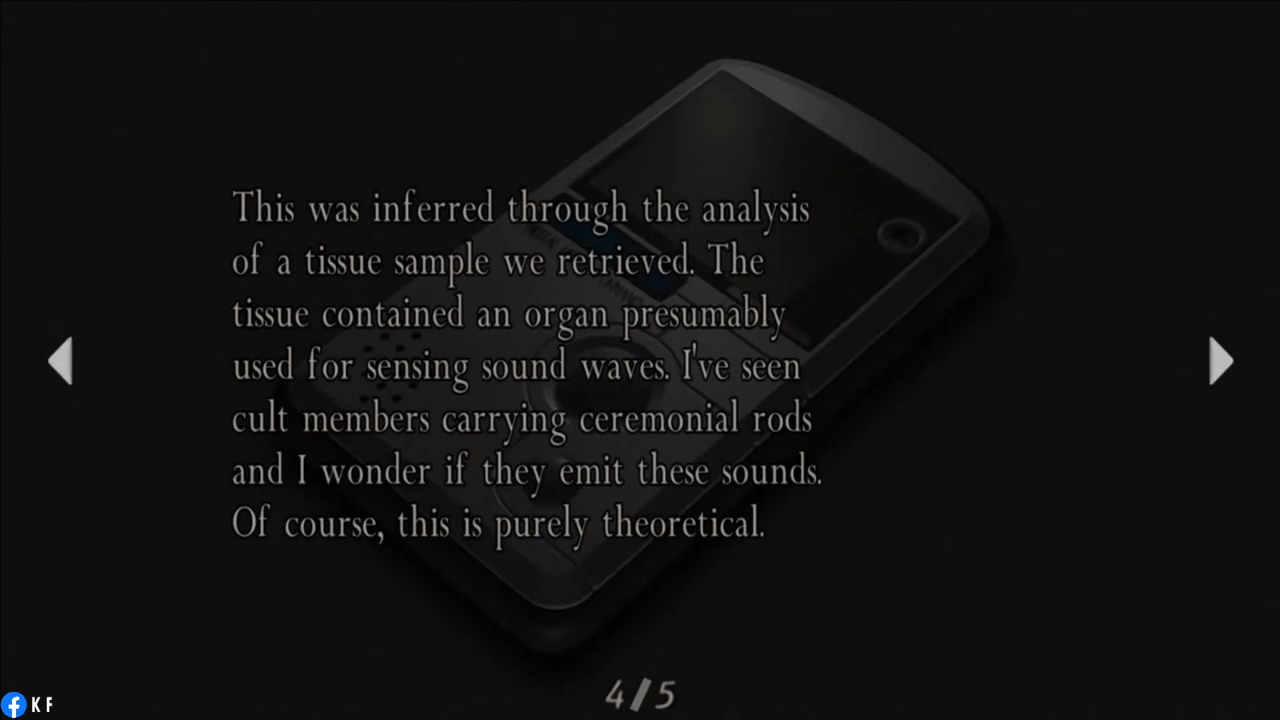 This was inferred through the analysis
of a tissue sample we retrieved. The
tissue contained an organ presumably
used for sensing sound waves. I've seen
cult members carrying ceremonial rods
and I wonder if they emit these sounds.
Of course, this is purely theoretical.
4/5
K F